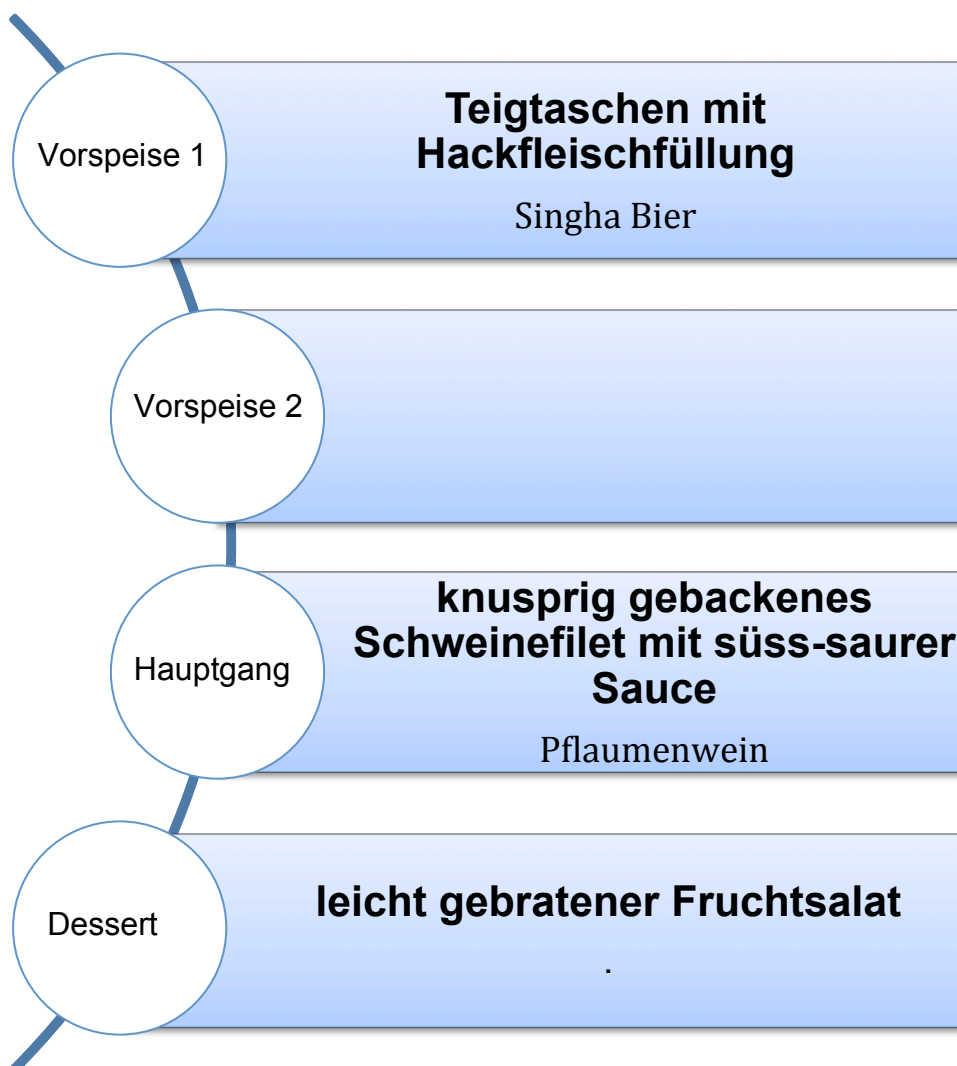 Vorspeise 1
Teigtaschen mit
Hackfleischfüllung
Singha Bier
Vorspeise 2
Hauptgang
knusprig gebackenes
Schweinefilet mit süss-saurer
Sauce
Pflaumenwein
Dessert
leicht gebratener Fruchtsalat
.